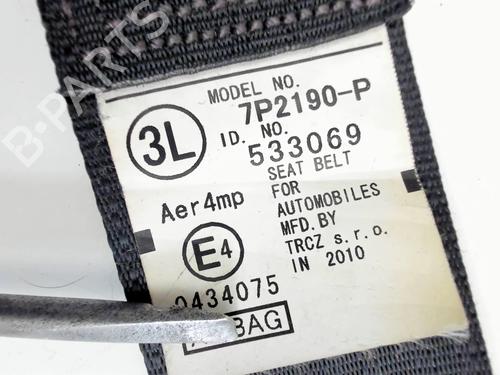 B-PARTS
MODEL NO.
7P2190-P
3L
ID. NO.
533069
SEAT BELT
FOR
AUTOMOBILES
MFD.BY
TRCZ s.r.o.
IN 2010
Aer4mp
E4
0434075